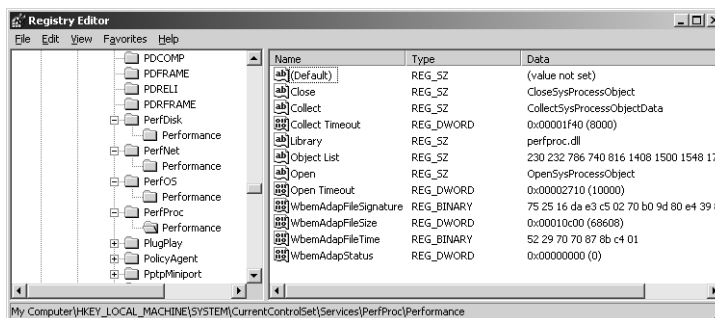 Registry Editor
File Edit View Favorites Help
PDCOMP
PDFRAME
PDRELI
PDRFRAME
PerfDisk
Performance
PerfNet
Performance
PerfOS
Performance
PerfProc
Performance
PlugPlay
PolicyAgent
PptpMiniport
Name Type Data
(Default) REG_SZ (value not set)
Close REG_SZ CloseSysProcessObject
Collect REG_SZ CollectSysProcessObjectData
Collect Timeout REG_DWORD 0x00001f40 (8000)
Library REG_SZ perfproc.dll
Object List REG_SZ 230 232 786 740 816 1408 1500 1548 17
Open REG_SZ OpenSysProcessObject
Open Timeout REG_DWORD 0x00002710 (10000)
WbemAdapFileSignature REG_BINARY 75 25 16 da e3 c5 02 70 b0 9d 80 e4 39
WbemAdapFileSize REG_DWORD 0x00010c00 (68608)
WbemAdapFileTime REG_BINARY 52 29 70 70 87 8b c4 01
WbemAdapStatus REG_DWORD 0x00000000 (0)
My Computer\HKEY_LOCAL_MACHINE\SYSTEM\CurrentControlSet\Services\PerfProc\Performance